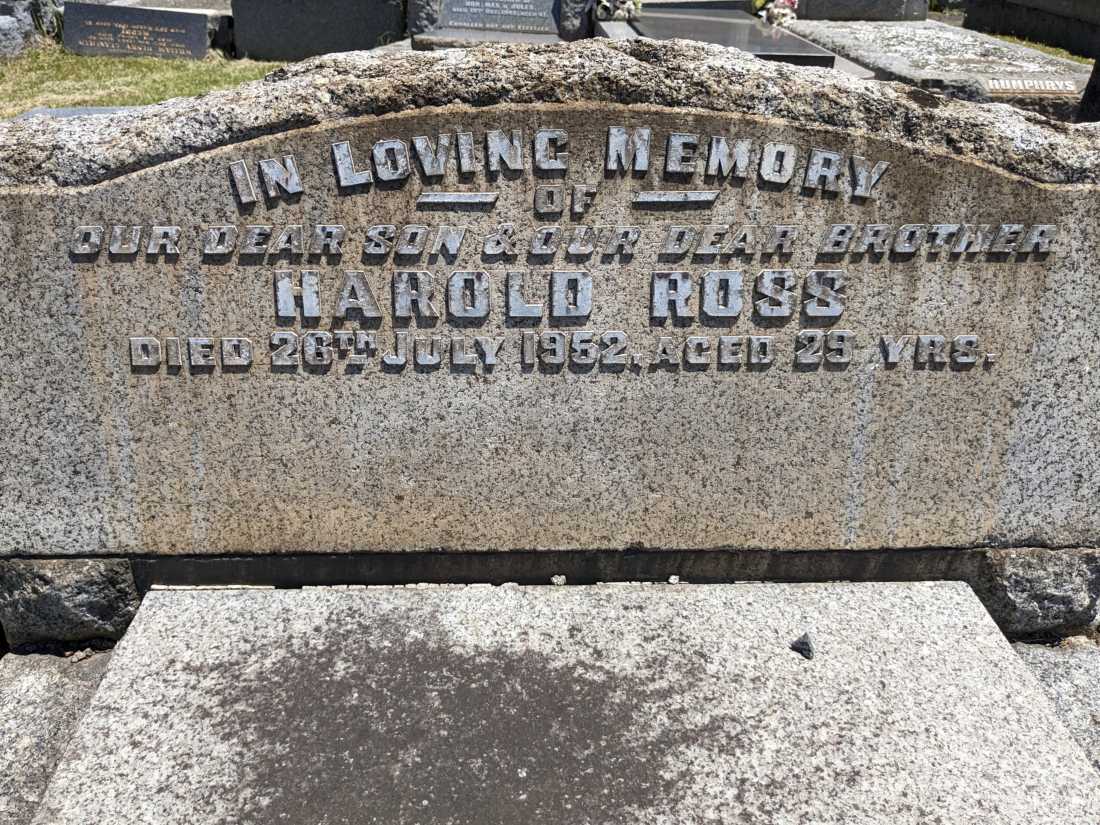 IN LOVING MEMORY
OF
OUR DEAR SON & OUR DEAR BROTHER
HAROLD ROSS
DIED 26TH JULY 1952, AGED 29 YRS.
HUMPHRYS